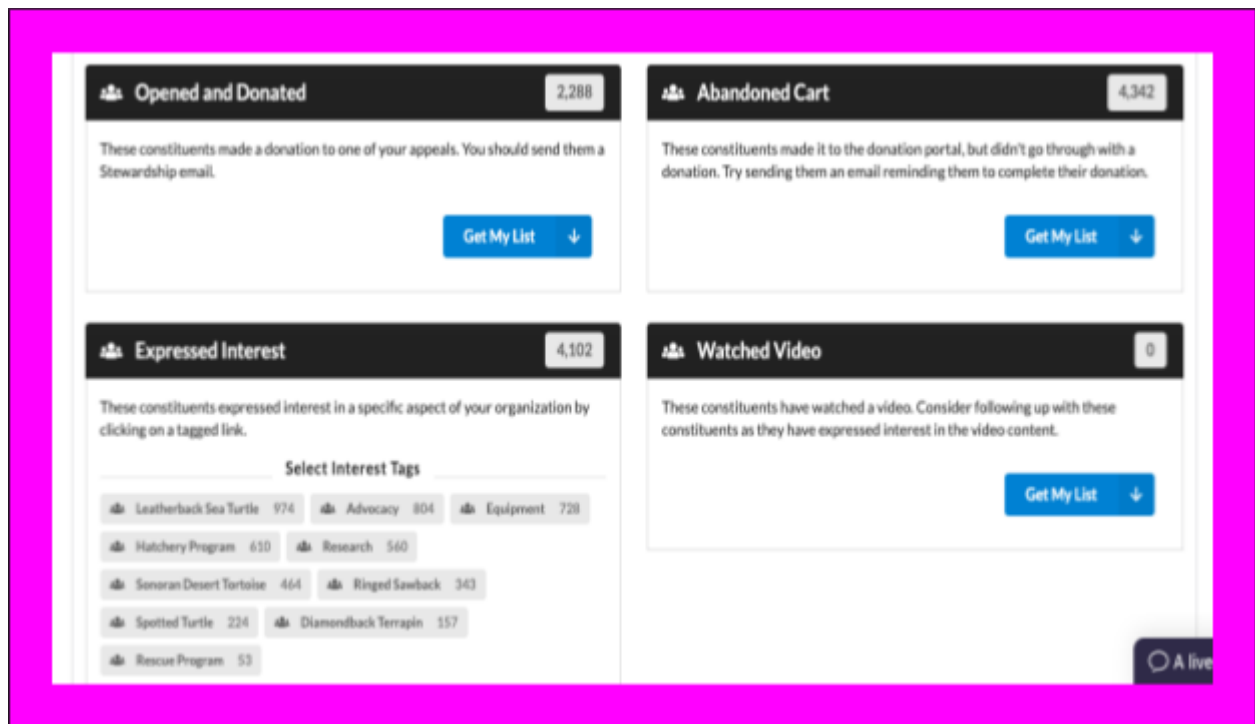 Opened and Donated 2,288
These constituents made a donation to one of your appeals. You should send them a
Stewardship email.
Get My List
Abandoned Cart 4,342
These constituents made it to the donation portal, but didn't go through with a
donation. Try sending them an email reminding them to complete their donation.
Get My List
Expressed Interest 4,102
These constituents expressed interest in a specific aspect of your organization by
clicking on a tagged link.
Select Interest Tags
Leatherback Sea Turtle 974 Advocacy 804 Equipment 728
Hatchery Program 610 Research 560
Sonoran Desert Tortoise 464 Ringed Sawback 343
Spotted Turtle 224 Diamondback Terrapin 157
Rescue Program 53
Watched Video 0
These constituents have watched a video. Consider following up with these
constituents as they have expressed interest in the video content.
Get My List
A live